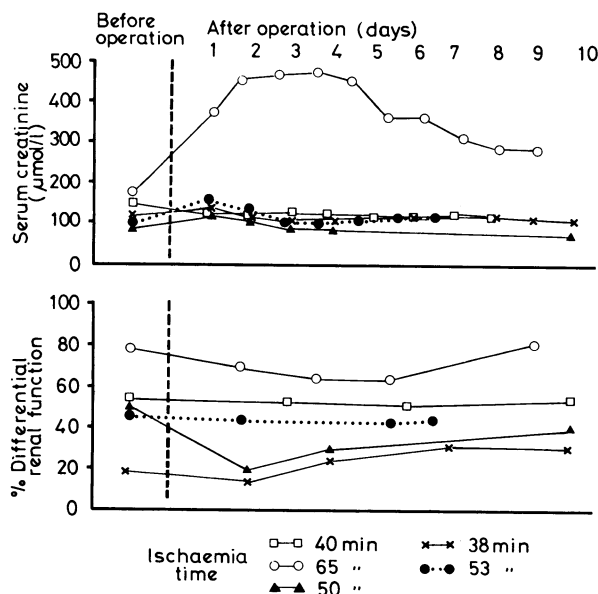 Before
operation
After operation (days)
1 2 3 4 5 6 7 8 9 10
Serum creatinine
(µmol/l)
500
400
300
200
100
0
% Differential
renal function
100
80
60
40
20
0
Ischaemia
time
40 min
65 "
50 "
38 min
53 "